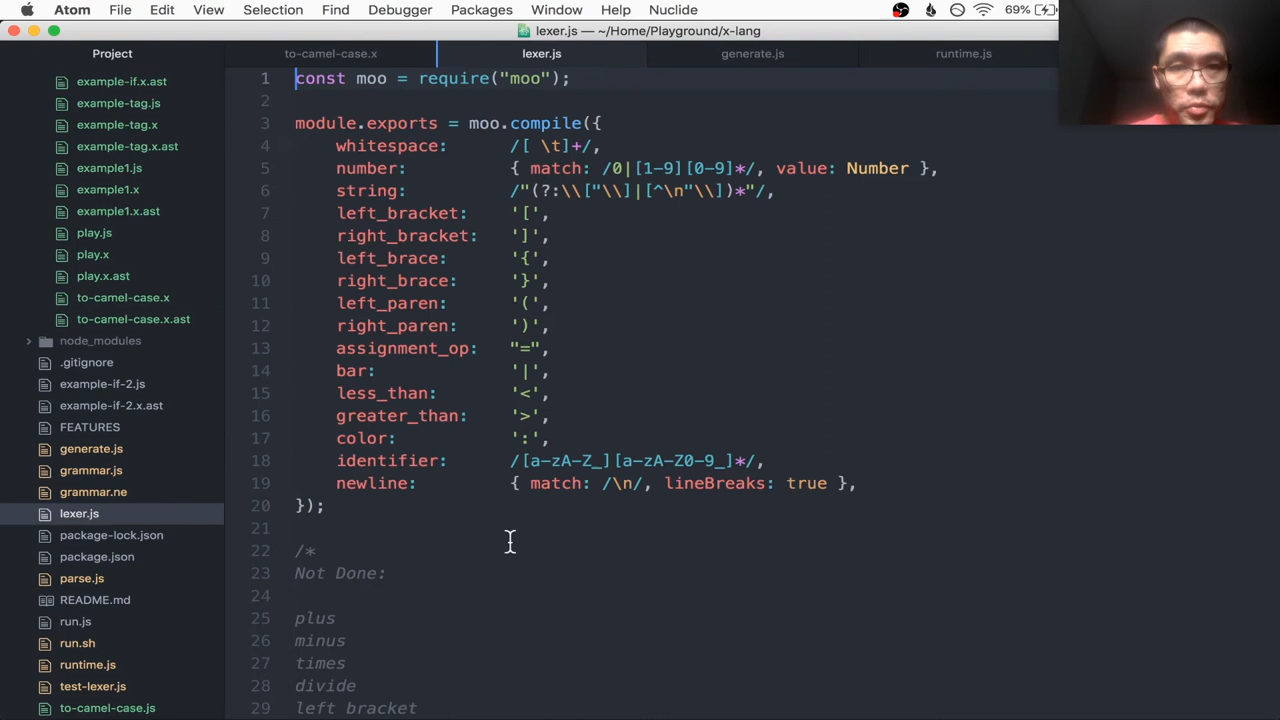 Atom File Edit View Selection Find Debugger Packages Window Help Nuclide 69%
lexer.js — ~/Home/Playground/x-lang
Project
to-camel-case.x
lexer.js
generate.js
runtime.js
example-if.x.ast
example-tag.js
example-tag.x
example-tag.x.ast
example1.js
example1.x
example1.x.ast
play.js
play.x
play.x.ast
to-camel-case.x
to-camel-case.x.ast
node_modules
.gitignore
example-if-2.js
example-if-2.x.ast
FEATURES
generate.js
grammar.js
grammar.ne
lexer.js
package-lock.json
package.json
parse.js
README.md
run.js
run.sh
runtime.js
test-lexer.js
to-camel-case.js
1 const moo = require("moo");
2
3 module.exports = moo.compile({
4 whitespace: /[ \t]+/,
5 number: { match: /0|[1-9][0-9]*/, value: Number },
6 string: /"(?:\\["\\]|[^\n"\\])*"/,
7 left_bracket: '[',
8 right_bracket: ']',
9 left_brace: '{',
10 right_brace: '}',
11 left_paren: '(',
12 right_paren: ')',
13 assignment_op: "=",
14 bar: '|',
15 less_than: '<',
16 greater_than: '>',
17 color: ':',
18 identifier: /[a-zA-Z_][a-zA-Z0-9_]*/,
19 newline: { match: /\n/, lineBreaks: true },
20 });
21
22 /*
23 Not Done:
24
25 plus
26 minus
27 times
28 divide
29 left bracket